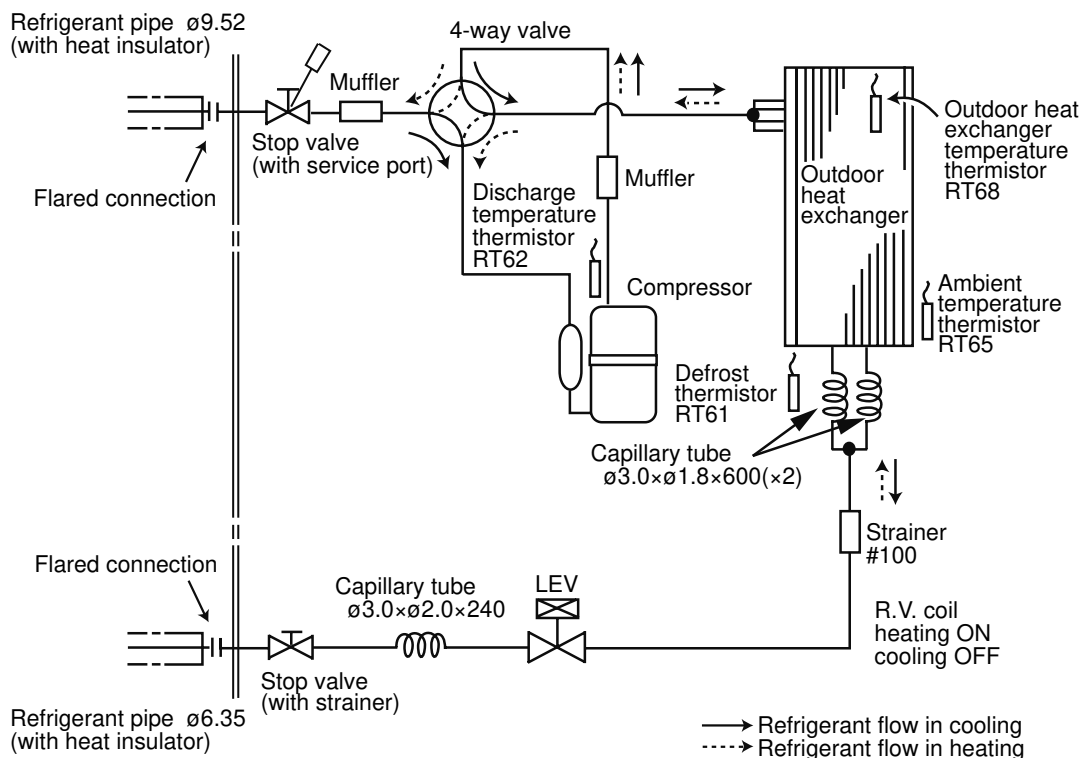 Refrigerant pipe ø9.52
(with heat insulator)
4-way valve
Muffler
Stop valve
(with service port)
Flared connection
Discharge
temperature
thermistor
RT62
Muffler
Compressor
Outdoor
heat
exchanger
Outdoor heat
exchanger
temperature
thermistor
RT68
Ambient
temperature
thermistor
RT65
Defrost
thermistor
RT61
Capillary tube
ø3.0×ø1.8×600(×2)
Strainer
#100
Flared connection
Capillary tube
ø3.0×ø2.0×240
LEV
R.V. coil
heating ON
cooling OFF
Stop valve
(with strainer)
Refrigerant pipe ø6.35
(with heat insulator)
Refrigerant flow in cooling
Refrigerant flow in heating